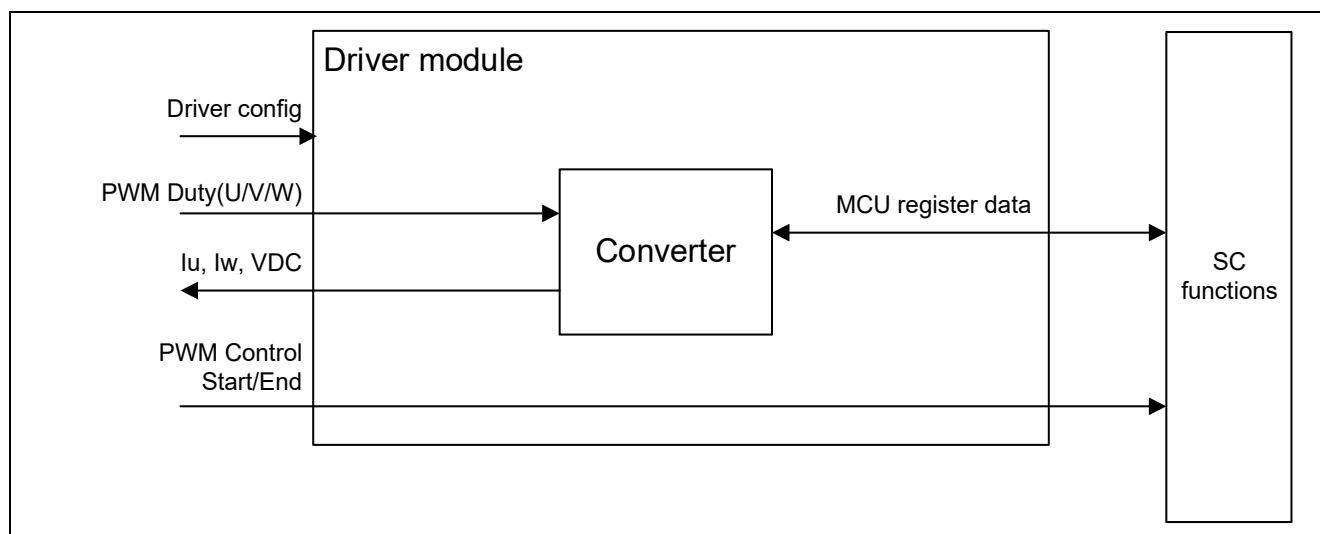 Driver module
Driver config
PWM Duty(U/V/W)
MCU register data
Converter
Iu, Iw, VDC
SC
functions
PWM Control
Start/End